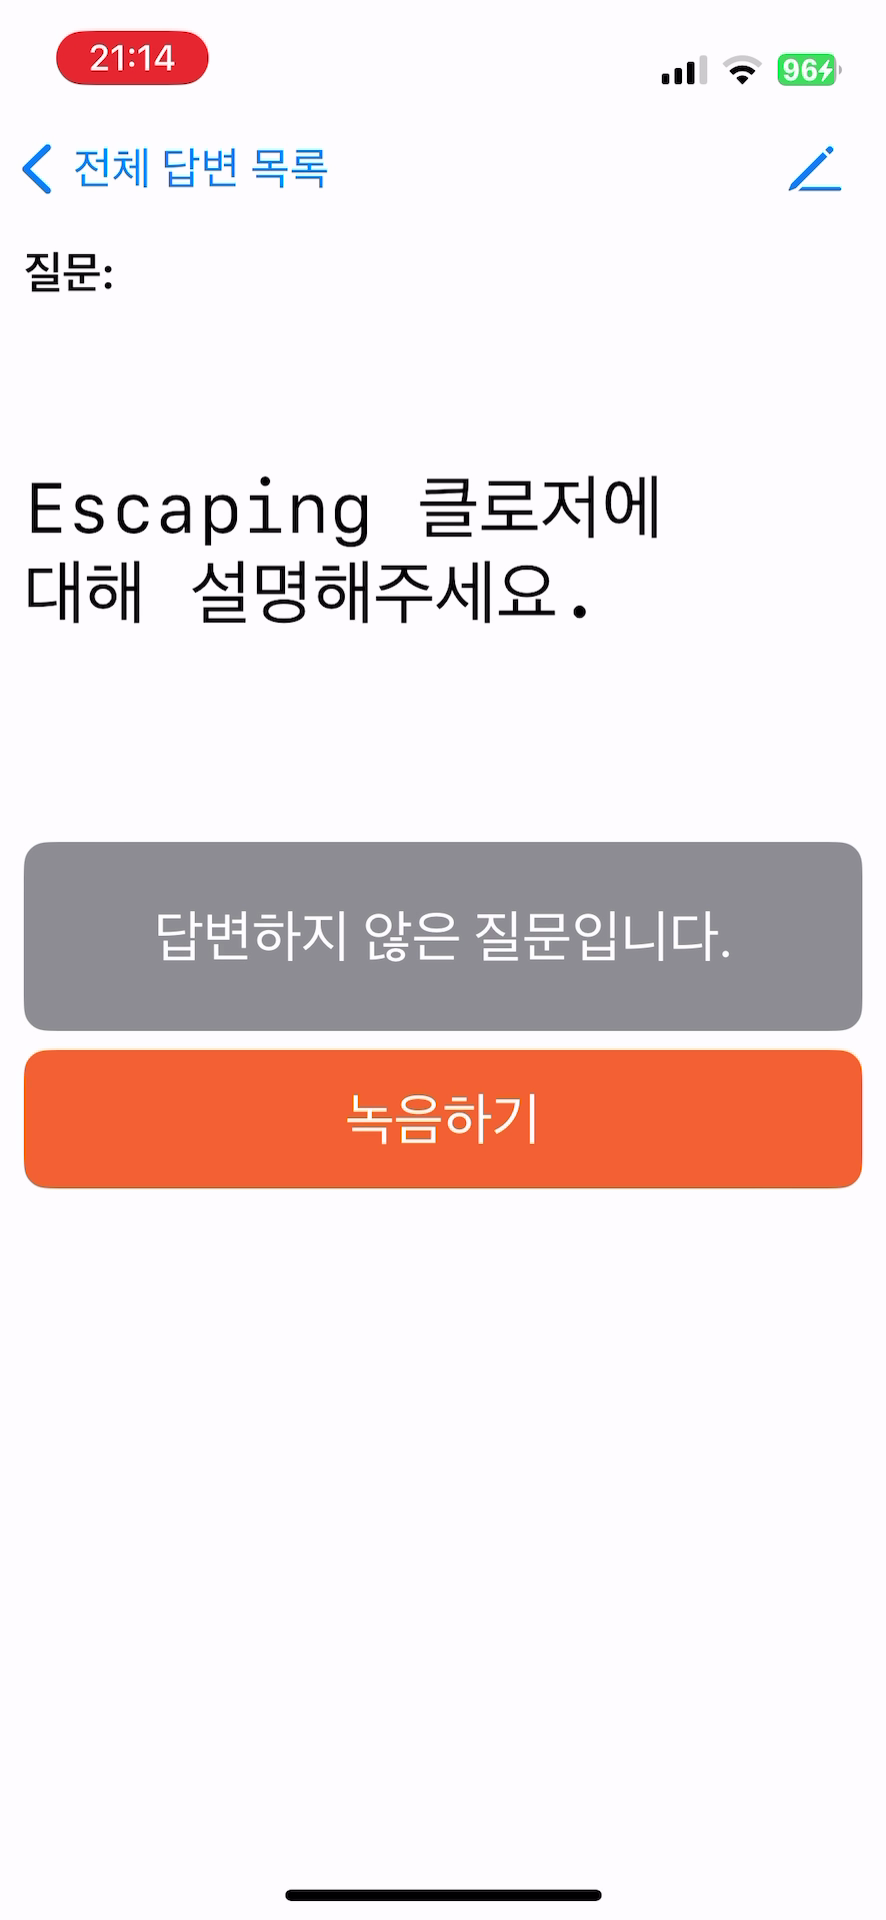 21:14
96
전체 답변 목록
질문:
Escaping 클로저에
대해 설명해주세요.
답변하지 않은 질문입니다.
녹음하기